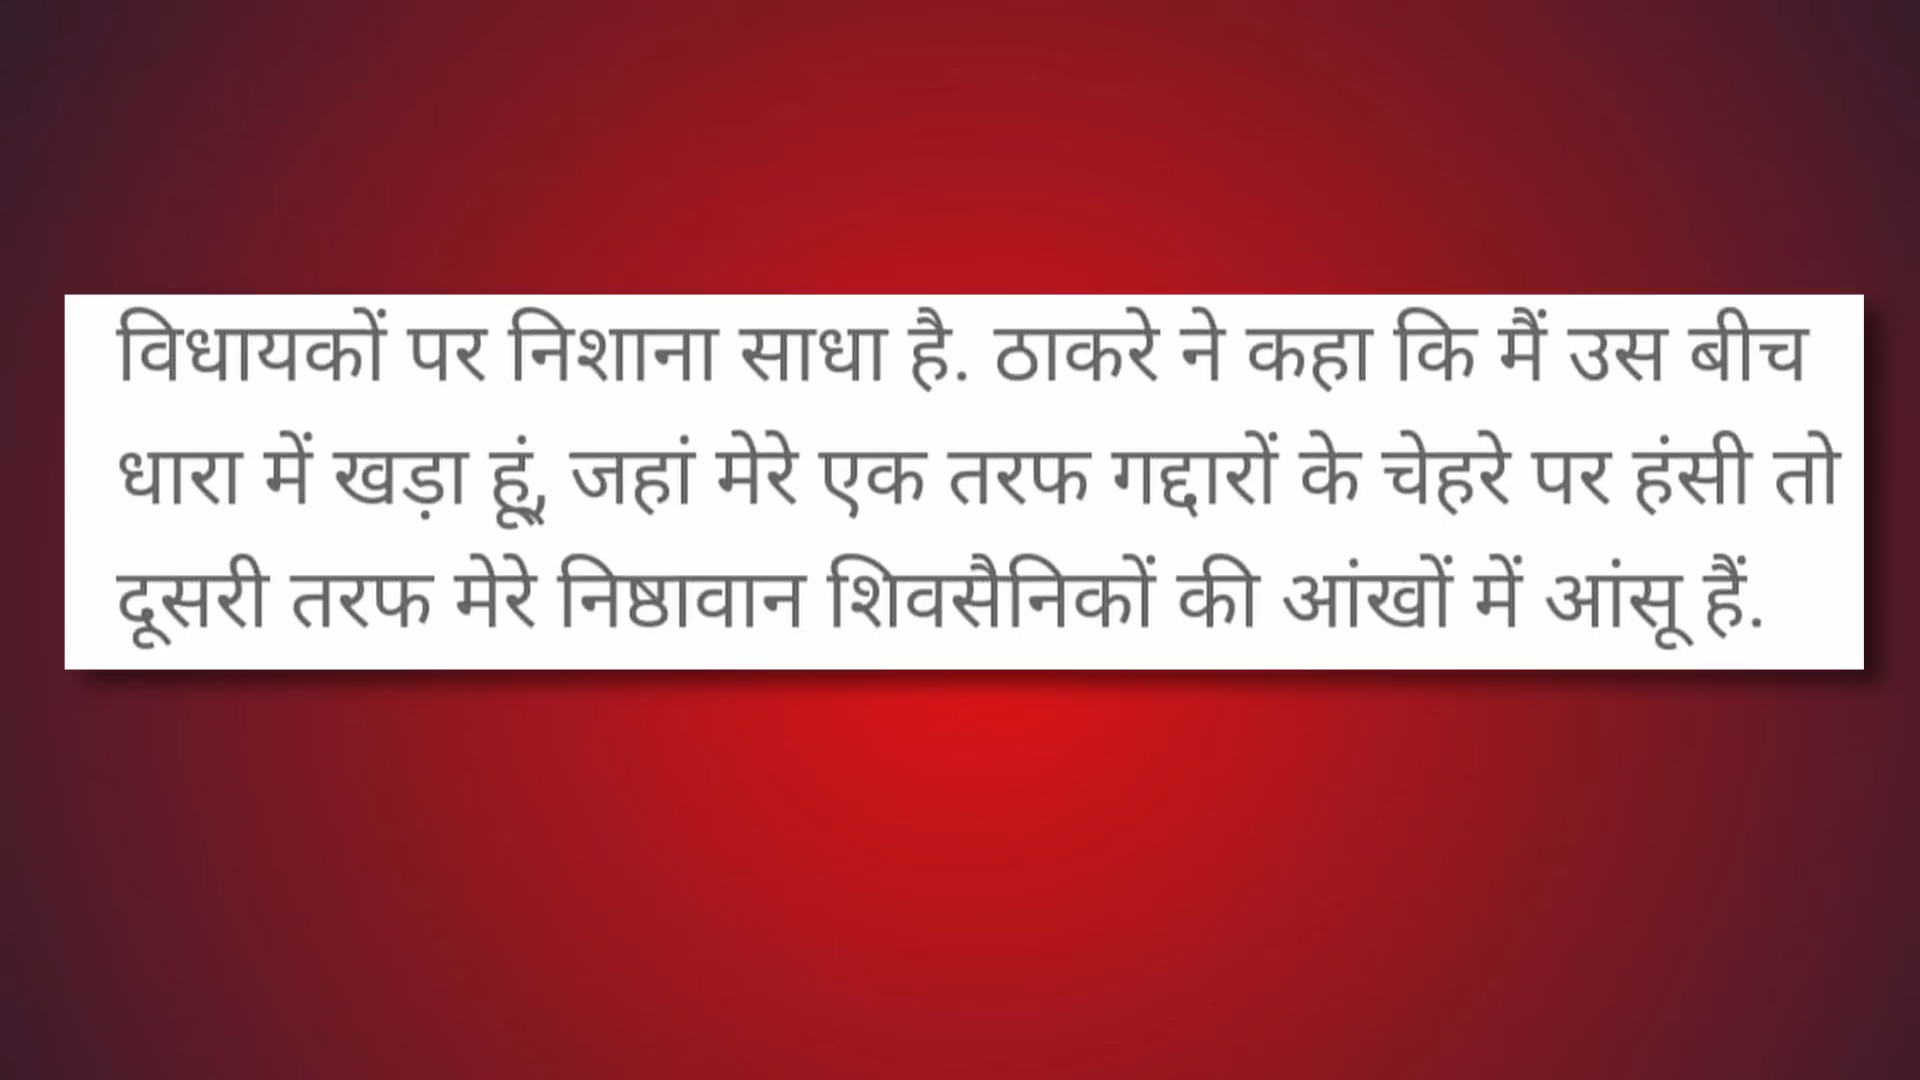 विधायकों पर निशाना साधा है. ठाकरे ने कहा कि मैं उस बीच
धारा में खड़ा हूं, जहां मेरे एक तरफ गद्दारों के चेहरे पर हंसी तो
दूसरी तरफ मेरे निष्ठावान शिवसैनिकों की आंखों में आंसू हैं.